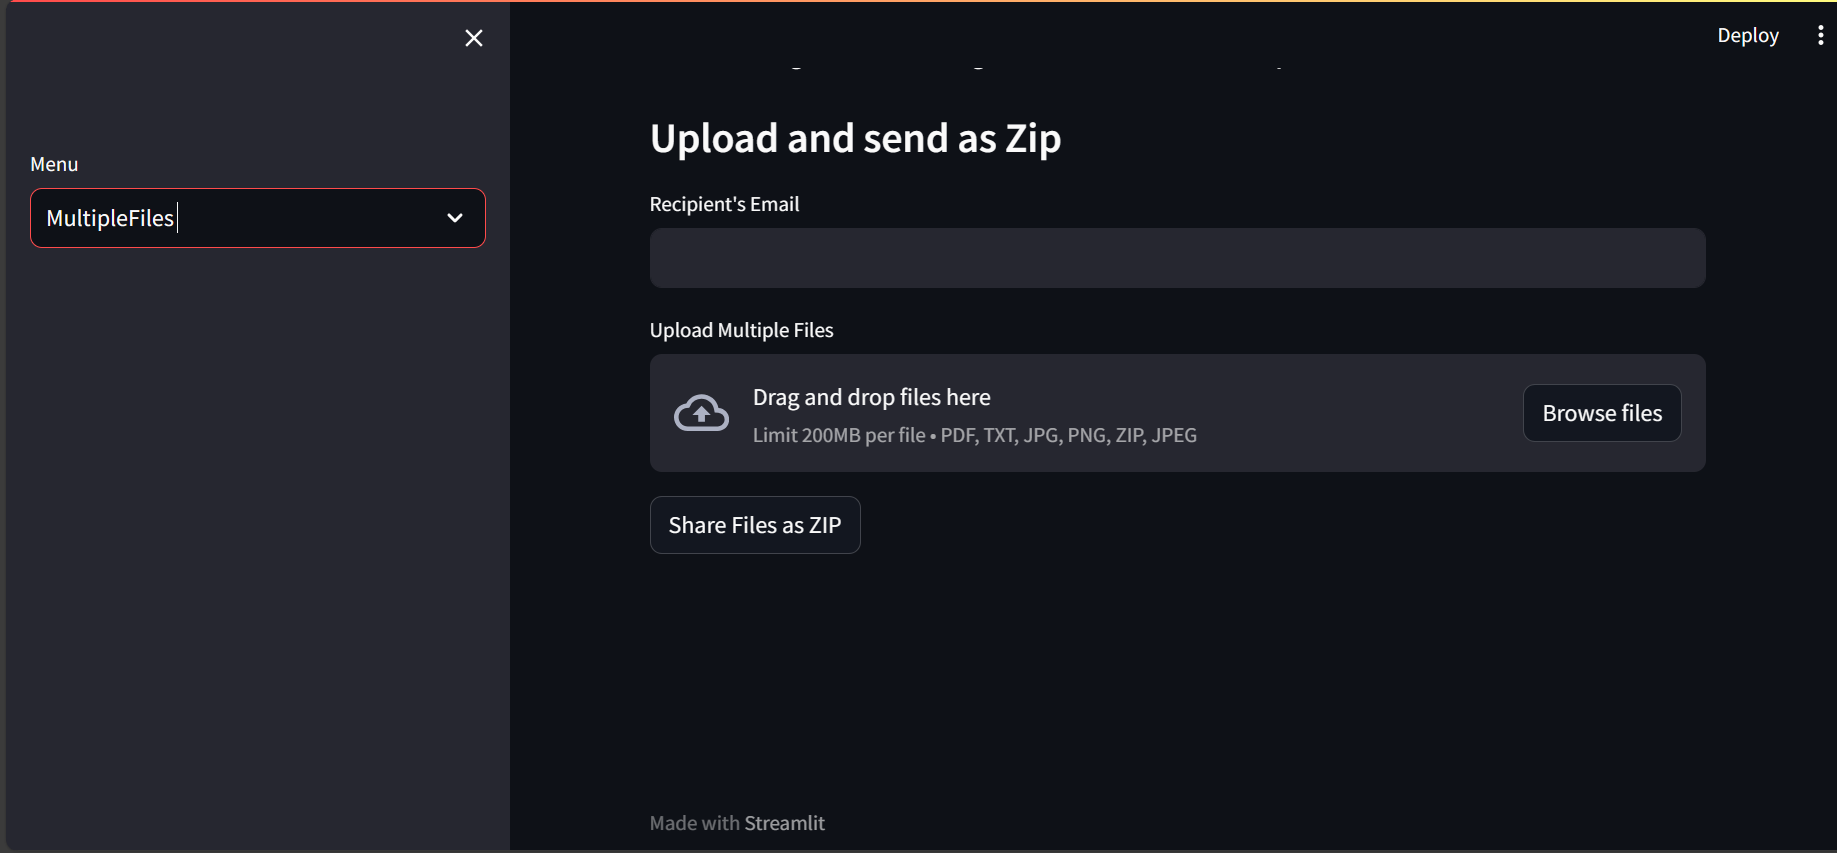 Deploy
Menu
MultipleFiles
Upload and send as Zip
Recipient's Email
Upload Multiple Files
Drag and drop files here
Limit 200MB per file • PDF, TXT, JPG, PNG, ZIP, JPEG
Browse files
Share Files as ZIP
Made with Streamlit